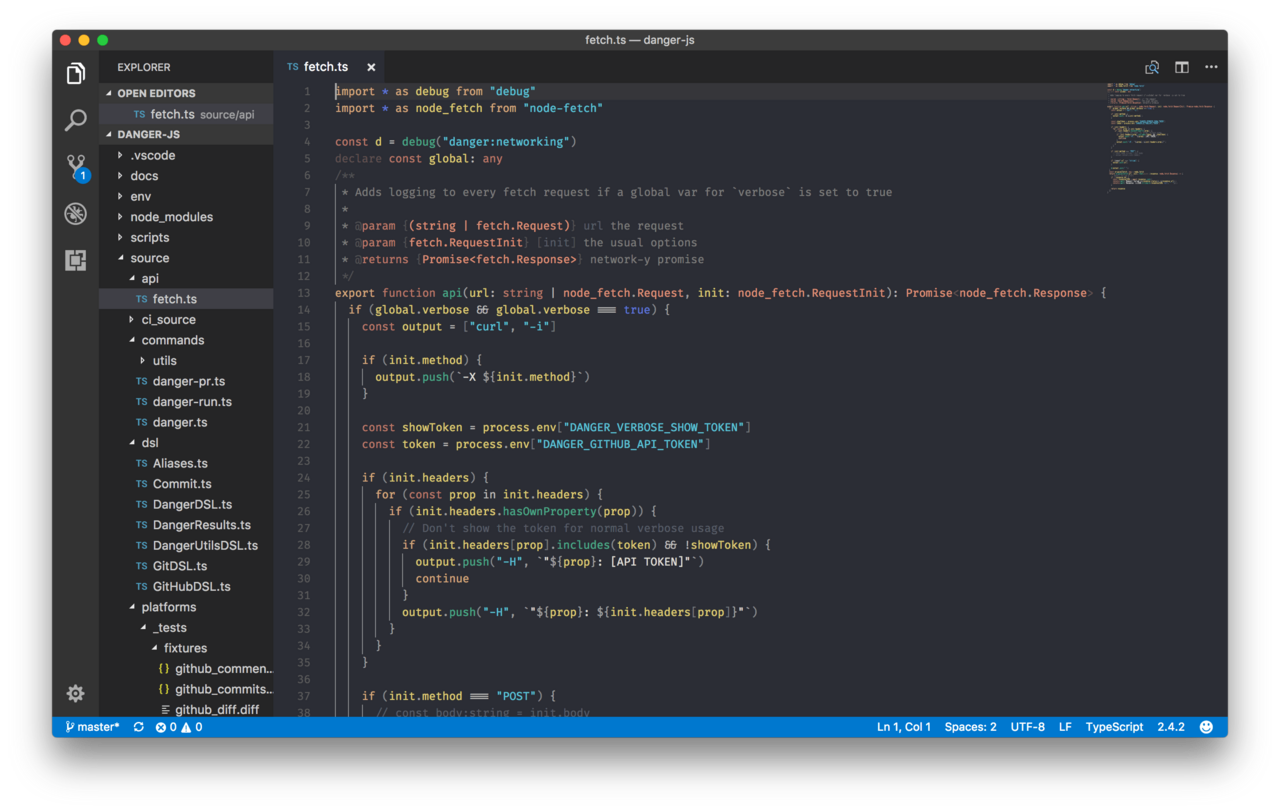 fetch.ts — danger-js
EXPLORER
OPEN EDITORS
TS fetch.ts source/api
DANGER-JS
.vscode
docs
env
node_modules
scripts
source
api
TS fetch.ts
ci_source
commands
utils
TS danger-pr.ts
TS danger-run.ts
TS danger.ts
dsl
TS Aliases.ts
TS Commit.ts
TS DangerDSL.ts
TS DangerResults.ts
TS DangerUtilsDSL.ts
TS GitDSL.ts
TS GitHubDSL.ts
platforms
_tests
fixtures
{} github_commen...
{} github_commits...
github_diff.diff
1
TS fetch.ts ×
1 import * as debug from "debug"
2 import * as node_fetch from "node-fetch"
3
4 const d = debug("danger:networking")
5 declare const global: any
6 /**
7 * Adds logging to every fetch request if a global var for `verbose` is set to true
8 *
9 * @param {(string | fetch.Request)} url the request
10 * @param {fetch.RequestInit} [init] the usual options
11 * @returns {Promise<fetch.Response>} network-y promise
12 */
13 export function api(url: string | node_fetch.Request, init: node_fetch.RequestInit): Promise<node_fetch.Response> {
14 if (global.verbose && global.verbose === true) {
15 const output = ["curl", "-i"]
16
17 if (init.method) {
18 output.push(`-X ${init.method}`)
19 }
20
21 const showToken = process.env["DANGER_VERBOSE_SHOW_TOKEN"]
22 const token = process.env["DANGER_GITHUB_API_TOKEN"]
23
24 if (init.headers) {
25 for (const prop in init.headers) {
26 if (init.headers.hasOwnProperty(prop)) {
27 // Don't show the token for normal verbose usage
28 if (init.headers[prop].includes(token) && !showToken) {
29 output.push("-H", `"${prop}: [API TOKEN]"`)
30 continue
31 }
32 output.push("-H", `"${prop}: ${init.headers[prop]}"`)
33 }
34 }
35 }
36
37 if (init.method === "POST") {
38 // const body:string = init.body
master* 0 0
Ln 1, Col 1 Spaces: 2 UTF-8 LF TypeScript 2.4.2